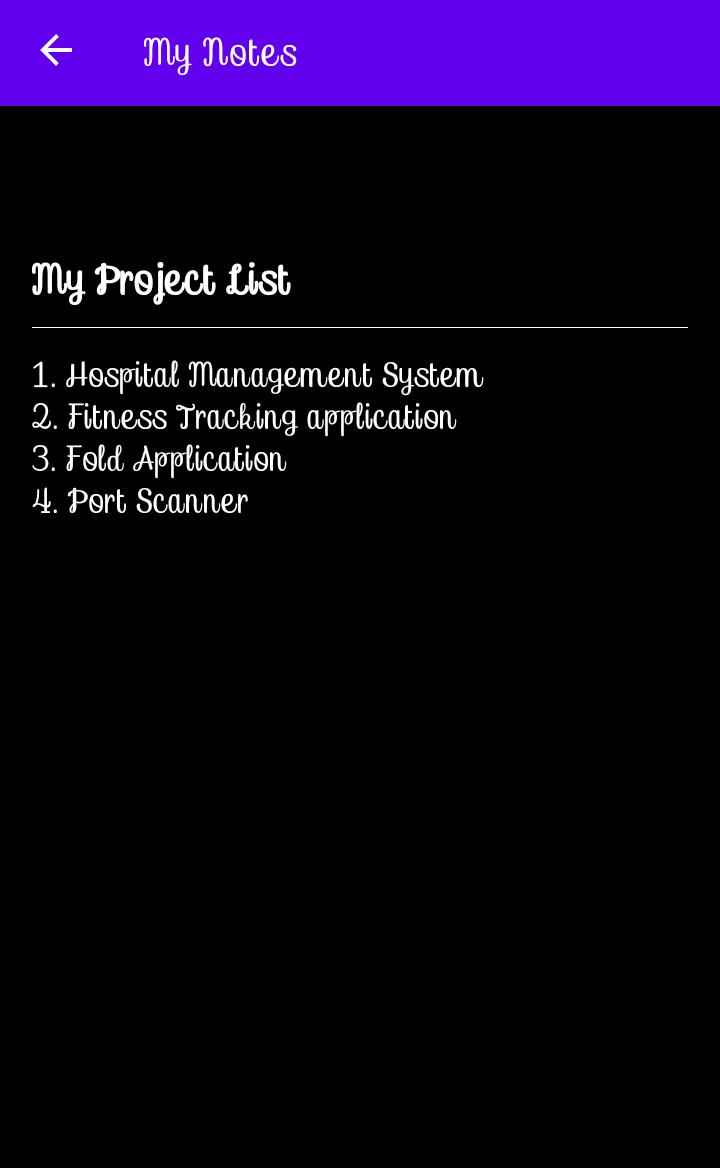 My Notes
My Project List
1. Hospital Management System
2. Fitness Tracking application
3. Fold Application
4. Port Scanner